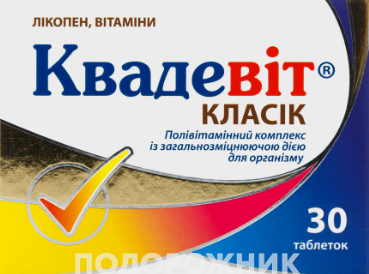 ЛІКОПЕН, ВІТАМІНИ
Квадевіт®
КЛАСІК
Полівітамінний комплекс
із загальнозміцнюючою дією
для організму
30
таблеток
ПОДОРОЖНИК